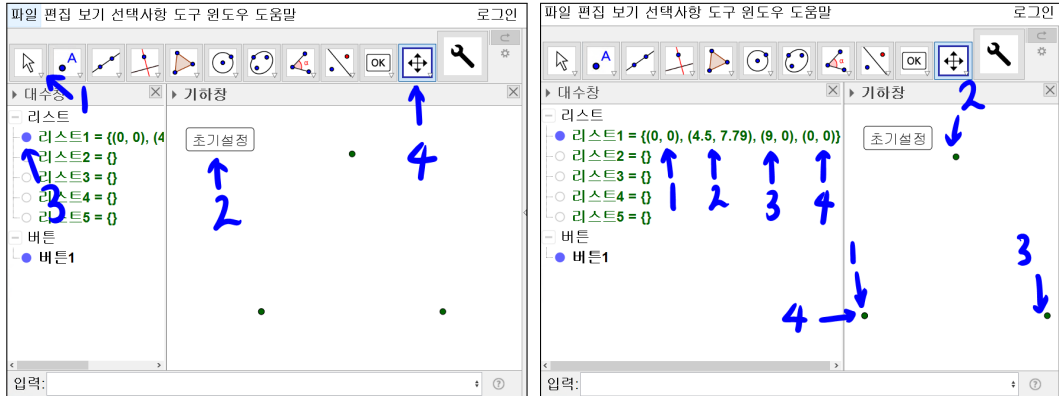 파일 편집 보기 선택사항 도구 윈도우 도움말 로그인
A
α
OK
1
4
대수창
기하창
리스트
리스트1 = {(0, 0), (4
초기설정
리스트2 = {}
리스트3 = {}
리스트4 = {}
3
2
리스트5 = {}
버튼
버튼1
입력:
파일 편집 보기 선택사항 도구 윈도우 도움말 로그인
A
α
OK
대수창
기하창
2
리스트
리스트1 = {(0, 0), (4.5, 7.79), (9, 0), (0, 0)}
초기설정
리스트2 = {}
리스트3 = {}
리스트4 = {}
1 2 3 4
리스트5 = {}
버튼
버튼1
1
3
4
입력: